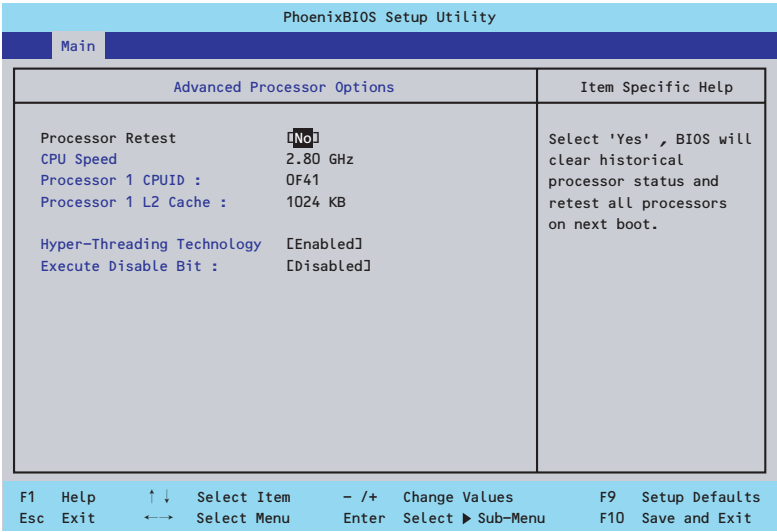 PhoenixBIOS Setup Utility
Main
Advanced Processor Options
Item Specific Help
Processor Retest [No]
CPU Speed 2.80 GHz
Processor 1 CPUID : 0F41
Processor 1 L2 Cache : 1024 KB
Hyper-Threading Technology [Enabled]
Execute Disable Bit : [Disabled]
Select 'Yes' , BIOS will
clear historical
processor status and
retest all processors
on next boot.
F1 Help ↑↓ Select Item - /+ Change Values F9 Setup Defaults
Esc Exit ←→ Select Menu Enter Select ▶ Sub-Menu F10 Save and Exit